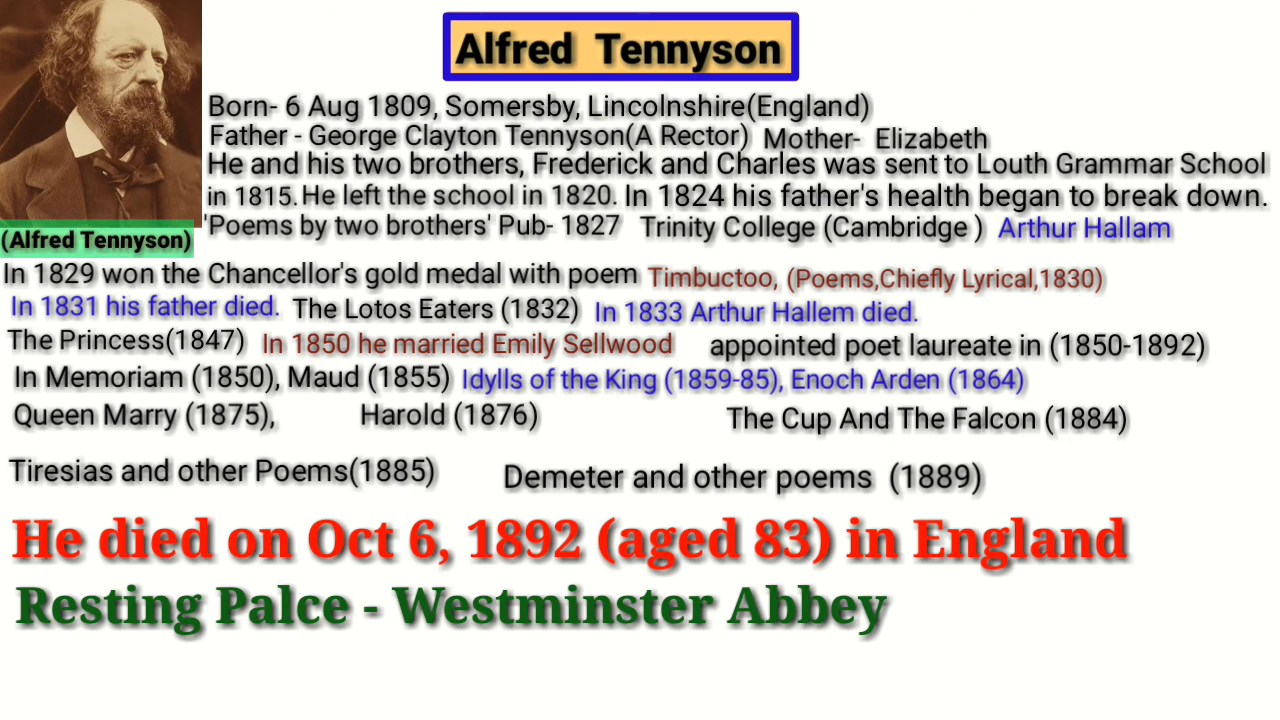 Alfred Tennyson
Born- 6 Aug 1809, Somersby, Lincolnshire(England)
Father - George Clayton Tennyson(A Rector) Mother- Elizabeth
He and his two brothers, Frederick and Charles was sent to Louth Grammar School
in 1815. He left the school in 1820. In 1824 his father's health began to break down.
'Poems by two brothers' Pub- 1827 Trinity College (Cambridge ) Arthur Hallam
(Alfred Tennyson)
In 1829 won the Chancellor's gold medal with poem Timbuctoo, (Poems,Chiefly Lyrical,1830)
In 1831 his father died. The Lotos Eaters (1832) In 1833 Arthur Hallem died.
The Princess(1847) In 1850 he married Emily Sellwood appointed poet laureate in (1850-1892)
In Memoriam (1850), Maud (1855) Idylls of the King (1859-85), Enoch Arden (1864)
Queen Marry (1875), Harold (1876) The Cup And The Falcon (1884)
Tiresias and other Poems(1885) Demeter and other poems (1889)
He died on Oct 6, 1892 (aged 83) in England
Resting Palce - Westminster Abbey